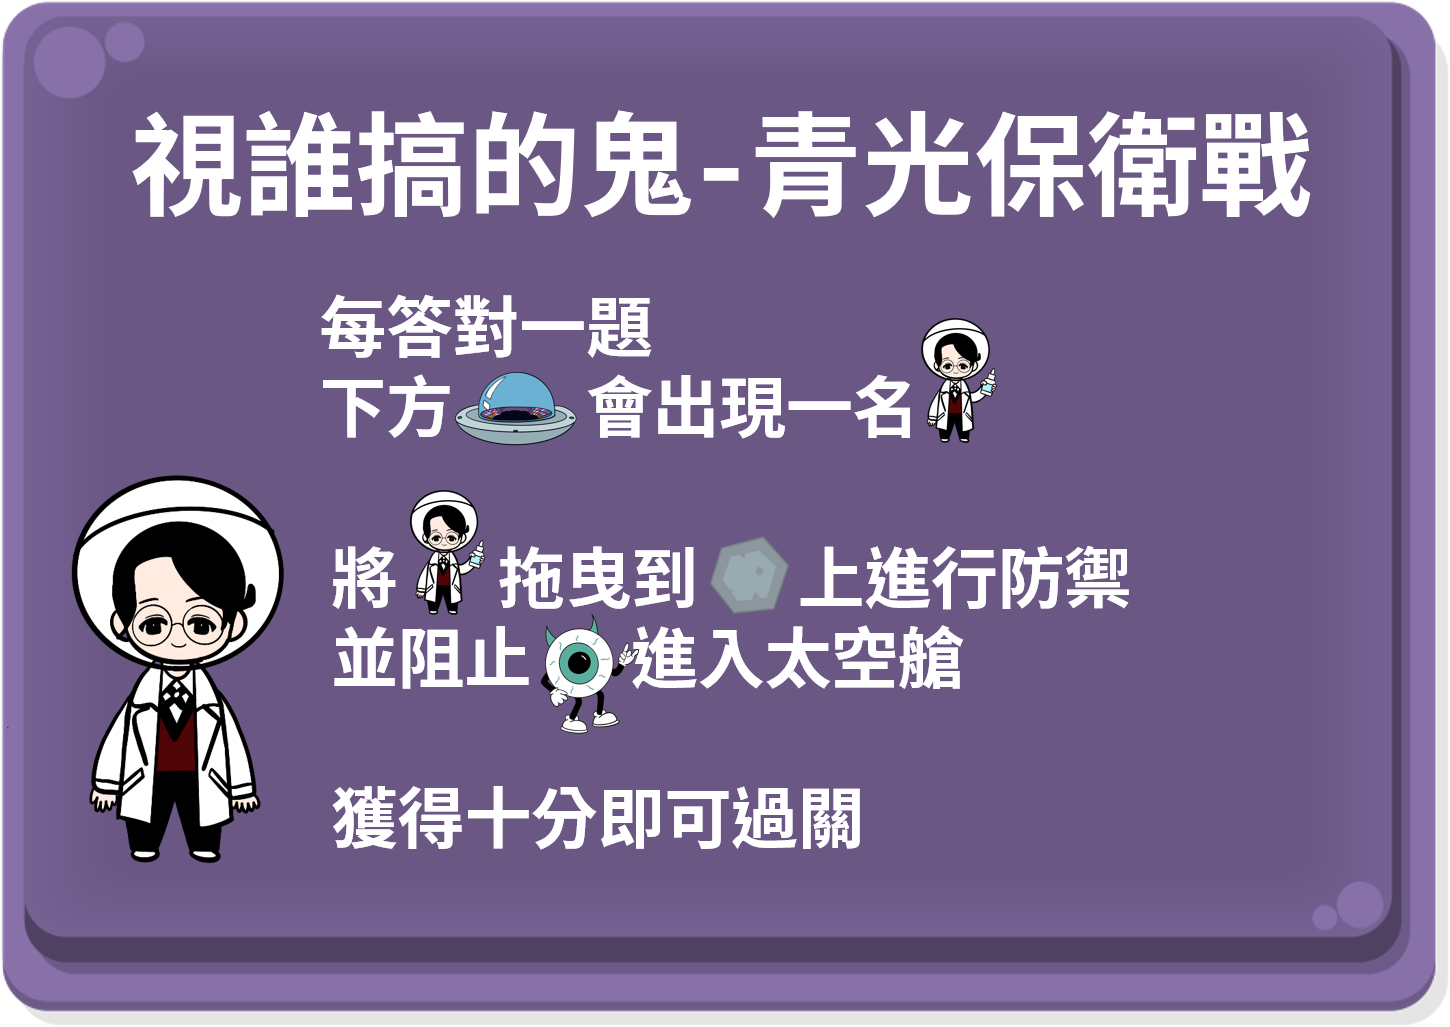 視誰搞的鬼-青光保衛戰
每答對一題
下方 會出現一名
將 拖曳到 上進行防禦
並阻止 進入太空艙
獲得十分即可過關